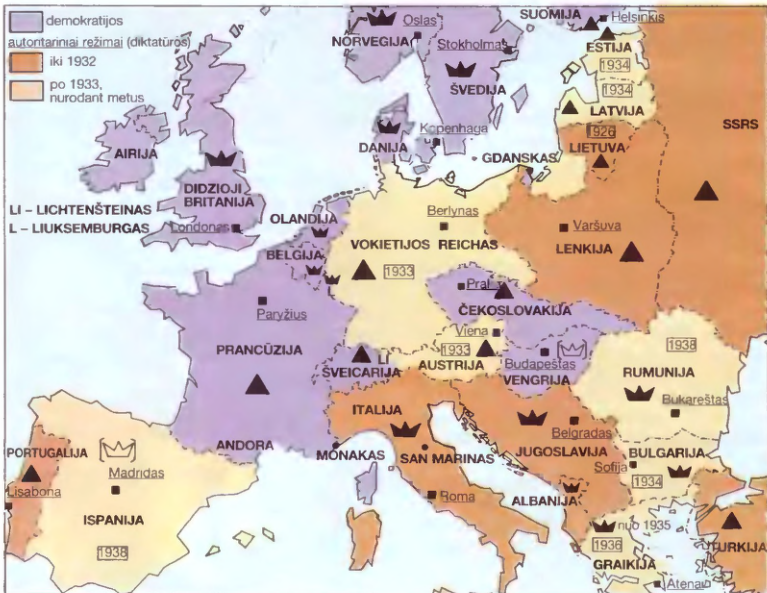 demokratijos
autoritariniai režimai (diktatūros)
iki 1932
po 1933,
nurodant metus
Oslas
NORVEGIJA
Stokholmas
ŠVEDIJA
SUOMIJA
Helsinkis
ESTIJA
1934
1934
LATVIJA
1926
LIETUVA
SSRS
AIRIJA
DIDŽIOJI
BRITANIJA
Londonas
LI – LICHTENŠTEINAS
L – LIUKSEMBURGAS
DANIJA
Kopenhaga
GDANSKAS
OLANDIJA
BELGIJA
Berlynas
VOKIETIJOS REICHAS
1933
Varšuva
LENKIJA
Praha
ČEKOSLOVAKIJA
Paryžius
PRANCŪZIJA
LI
ŠVEICARIJA
Viena
1933
AUSTRIJA
Budapeštas
VENGRIJA
1938
RUMUNIJA
Bukareštas
ITALIJA
Belgradas
JUGOSLAVIJA
BULGARIJA
Sofija
1934
ANDORA
MONAKAS
SAN MARINAS
PORTUGALIJA
Lisabona
Madridas
ISPANIJA
1938
Roma
ALBANIJA
nuo 1935
1936
GRAIKIJA
Atėnai
TURKIJA